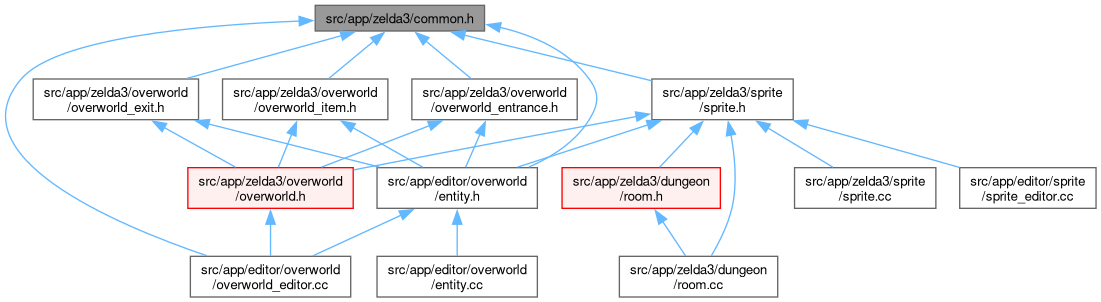 src/app/zelda3/common.h
src/app/zelda3/overworld
/overworld_exit.h
src/app/zelda3/overworld
/overworld_item.h
src/app/zelda3/overworld
/overworld_entrance.h
src/app/zelda3/sprite
/sprite.h
src/app/zelda3/overworld
/overworld.h
src/app/editor/overworld
/entity.h
src/app/zelda3/dungeon
/room.h
src/app/zelda3/sprite
/sprite.cc
src/app/editor/sprite
/sprite_editor.cc
src/app/editor/overworld
/overworld_editor.cc
src/app/editor/overworld
/entity.cc
src/app/zelda3/dungeon
/room.cc